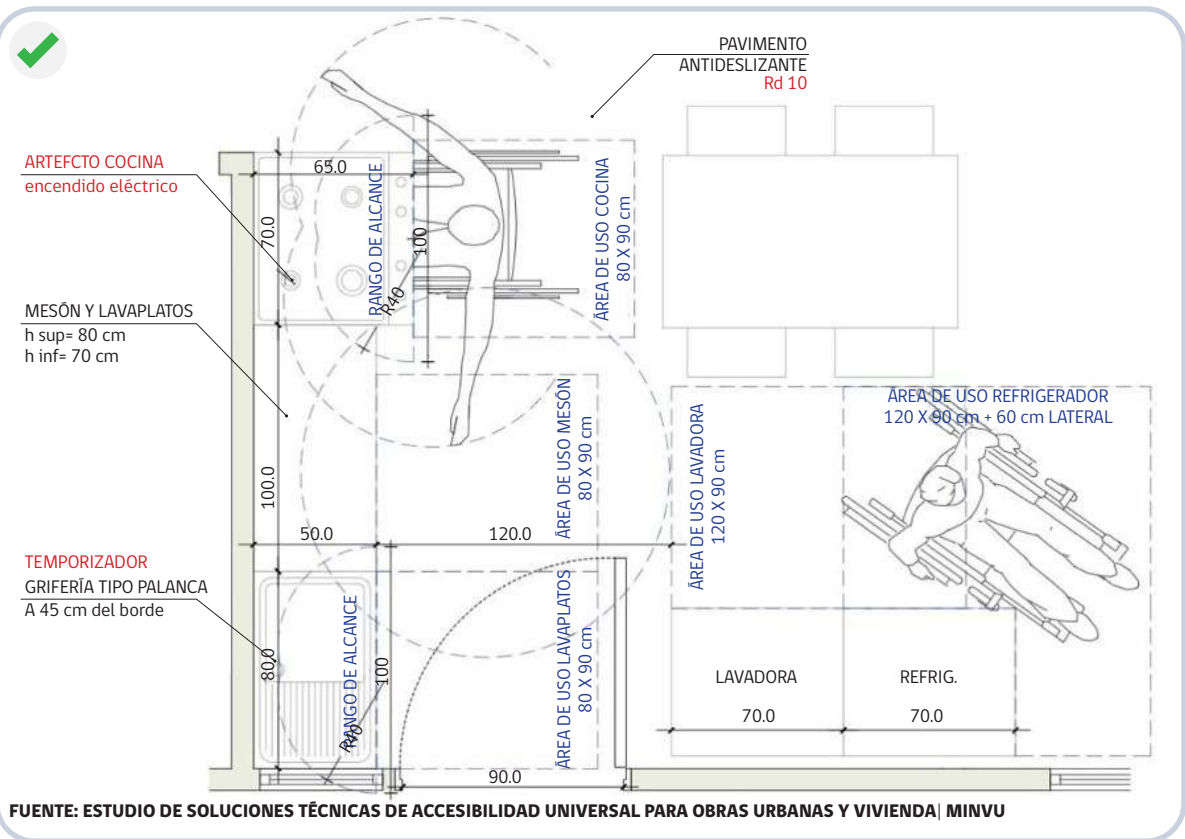 PAVIMENTO
ANTIDESLIZANTE
Rd 10
ARTEFCTO COCINA
encendido eléctrico
MESÓN Y LAVAPLATOS
h sup= 80 cm
h inf= 70 cm
TEMPORIZADOR
GRIFERÍA TIPO PALANCA
A 45 cm del borde
65.0
70.0
RANGO DE ALCANCE
100
R40
ÁREA DE USO COCINA
80 X 90 cm
100.0
50.0
120.0
ÁREA DE USO MESÓN
80 X 90 cm
ÁREA DE USO LAVADORA
120 X 90 cm
ÁREA DE USO REFRIGERADOR
120 X 90 cm + 60 cm LATERAL
80.0
RANGO DE ALCANCE
100
R40
ÁREA DE USO LAVAPLATOS
80 X 90 cm
90.0
LAVADORA
70.0
REFRIG.
70.0
FUENTE: ESTUDIO DE SOLUCIONES TÉCNICAS DE ACCESIBILIDAD UNIVERSAL PARA OBRAS URBANAS Y VIVIENDA| MINVU